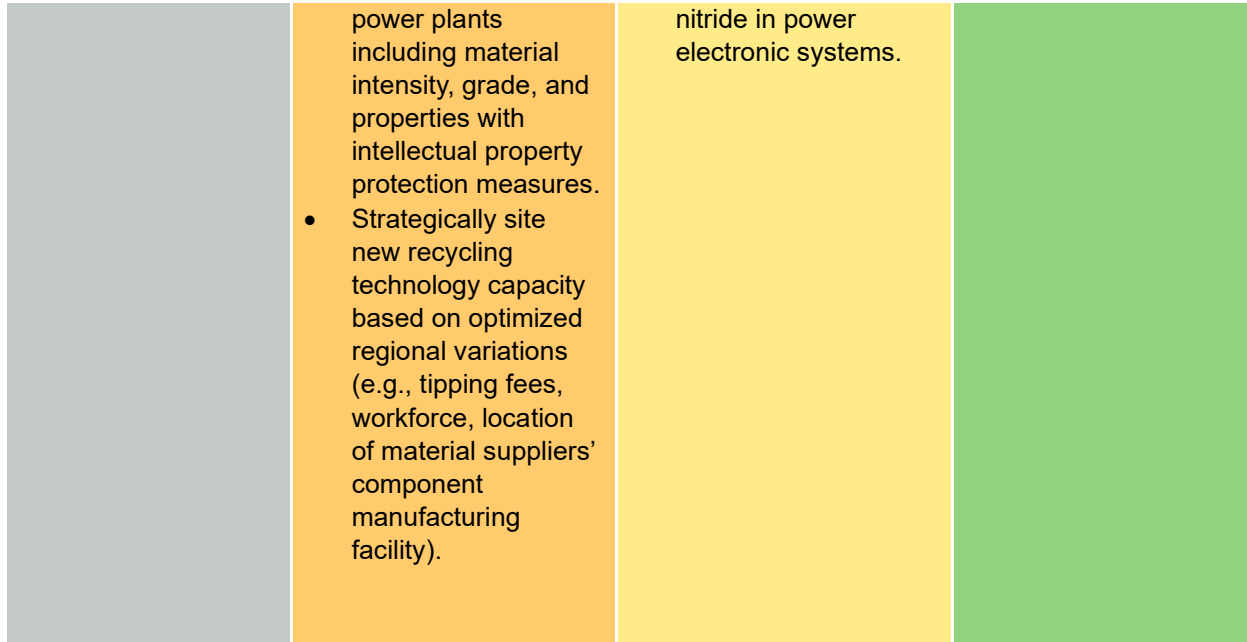 power plants
including material
intensity, grade, and
properties with
intellectual property
protection measures.
• Strategically site
new recycling
technology capacity
based on optimized
regional variations
(e.g., tipping fees,
workforce, location
of material suppliers’
component
manufacturing
facility).
nitride in power
electronic systems.